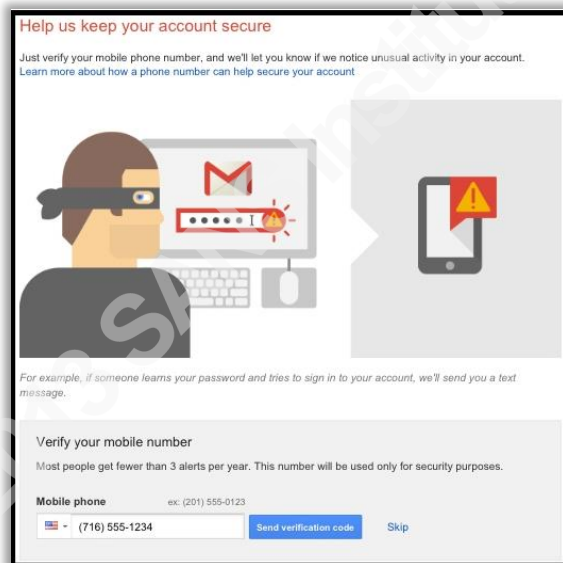 Help us keep your account secure
Just verify your mobile phone number, and we'll let you know if we notice unusual activity in your account.
Learn more about how a phone number can help secure your account
For example, if someone learns your password and tries to sign in to your account, we'll send you a text
message.
Verify your mobile number
Most people get fewer than 3 alerts per year. This number will be used only for security purposes.
Mobile phone ex: (201) 555-0123
(716) 555-1234 Send verification code Skip